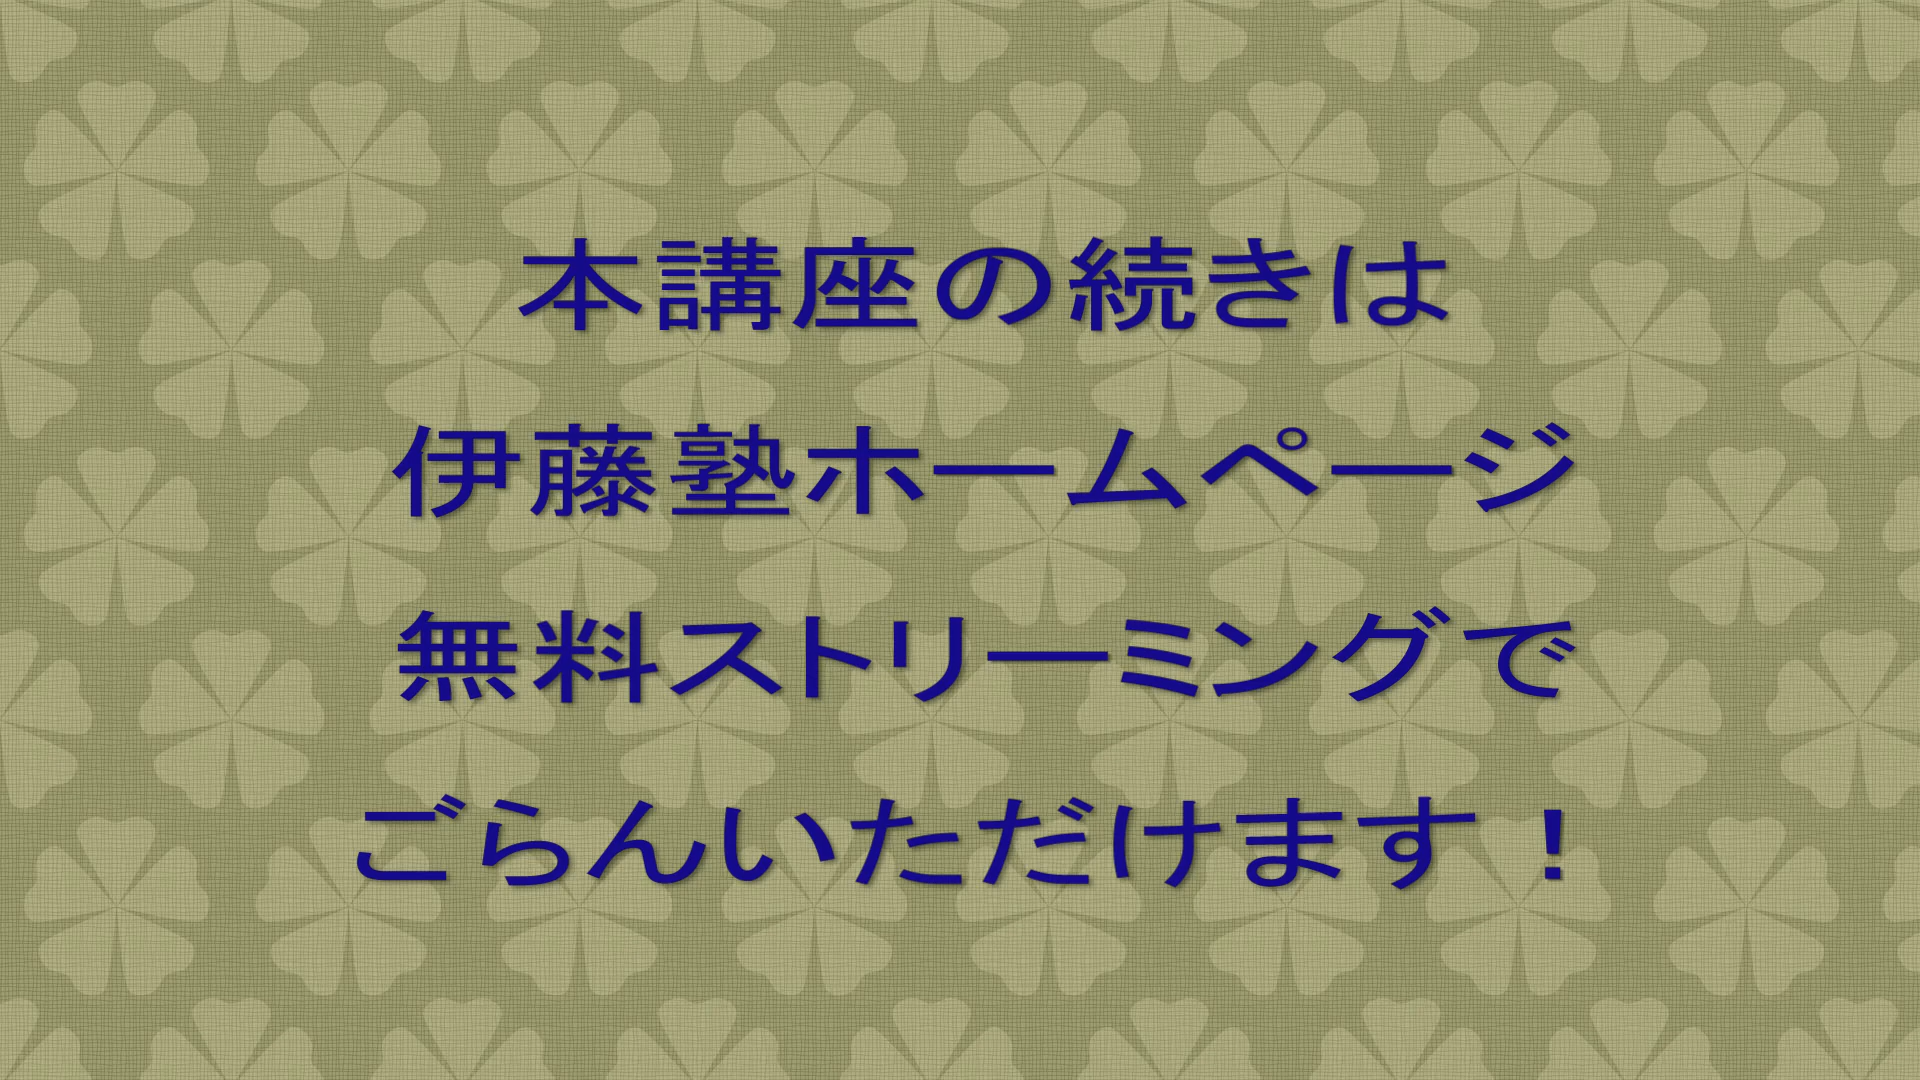 本講座の続きは
伊藤塾ホームページ
無料ストリーミングで
ごらんいただけます！